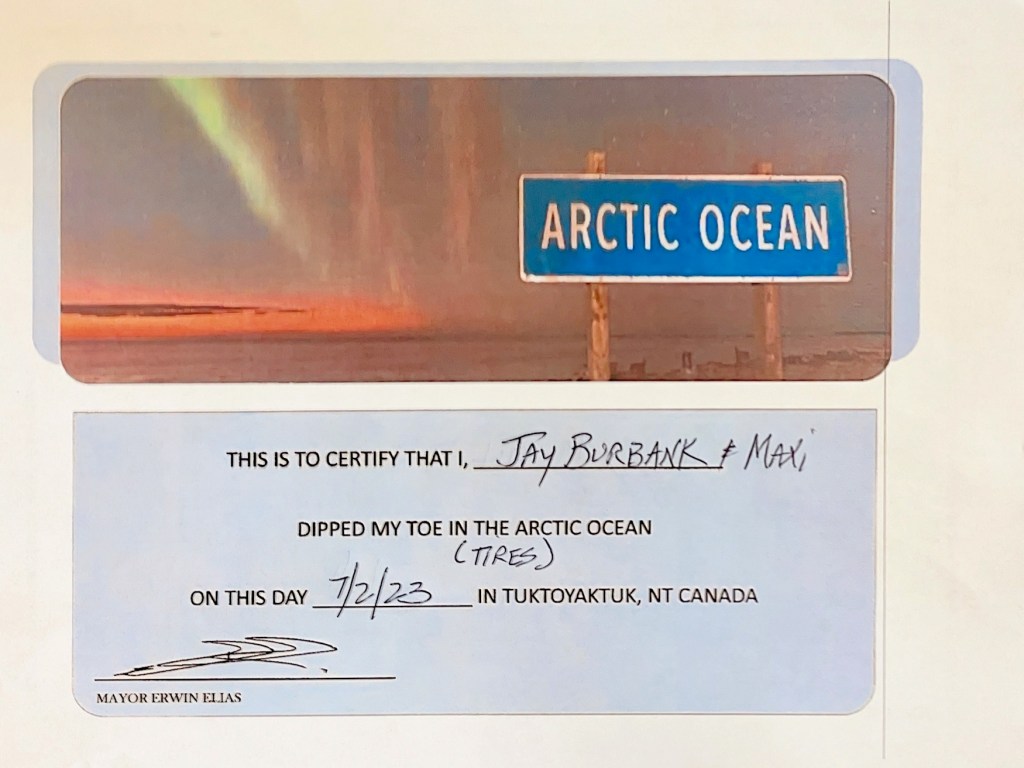 ARCTIC OCEAN
THIS IS TO CERTIFY THAT I, JAY BURBANK & MAXI
DIPPED MY TOE IN THE ARCTIC OCEAN
(TIRES)
ON THIS DAY 7/2/23 IN TUKTOYAKTUK, NT CANADA
MAYOR ERWIN ELIAS